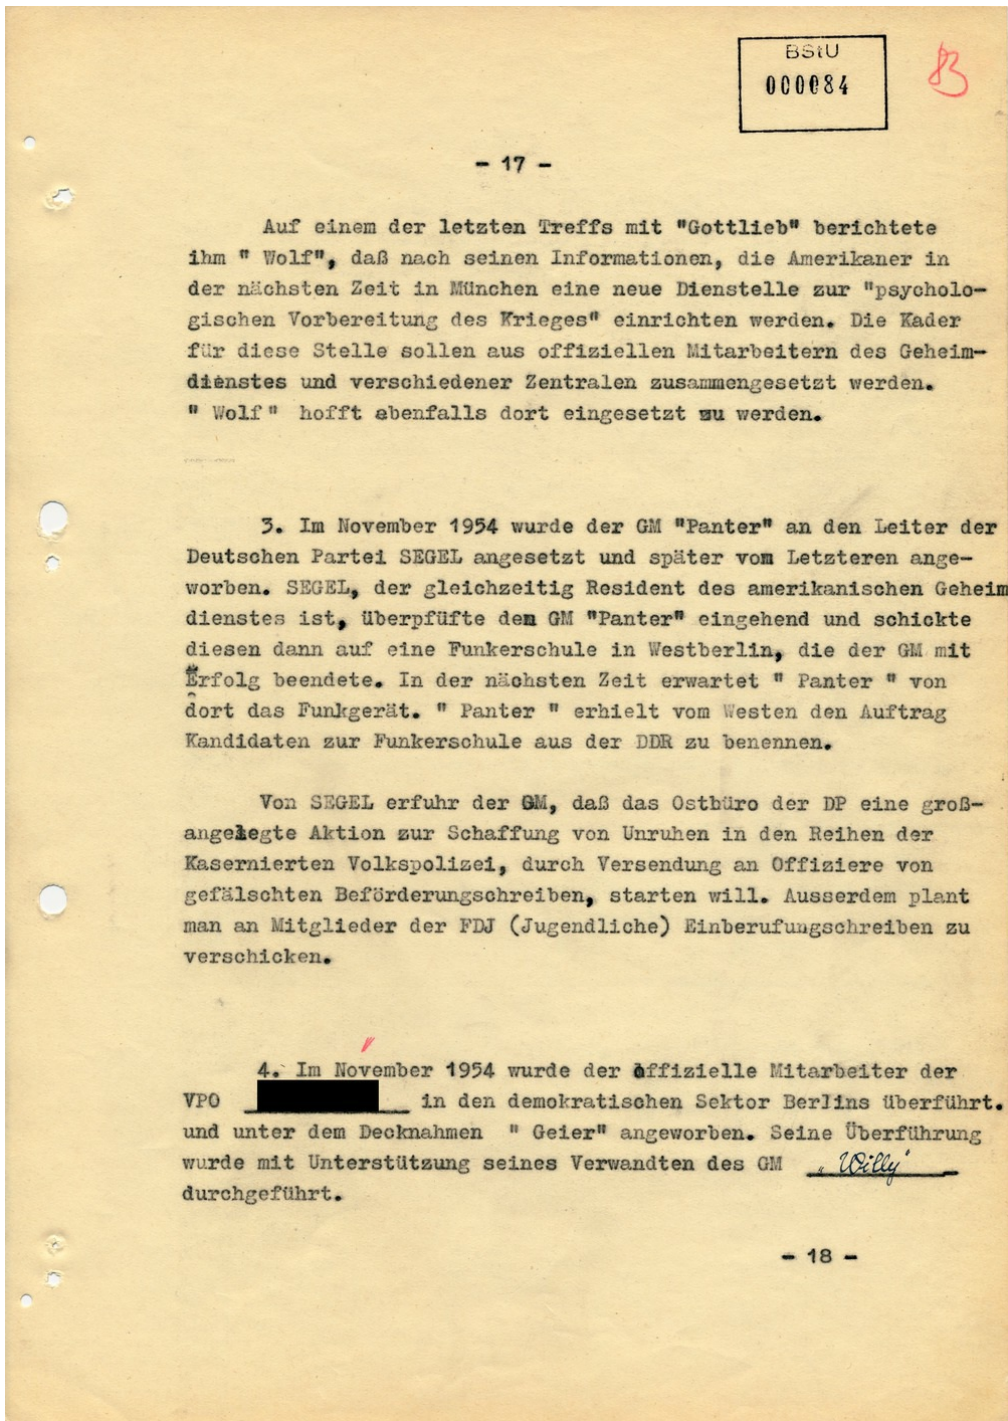 BStU
000084
83
- 17 -
Auf einem der letzten Treffs mit "Gottlieb" berichtete
ihm " Wolf", daß nach seinen Informationen, die Amerikaner in
der nächsten Zeit in München eine neue Dienstelle zur "psycholo-
gischen Vorbereitung des Krieges" einrichten werden. Die Kader
für diese Stelle sollen aus offiziellen Mitarbeitern des Geheim-
dienstes und verschiedener Zentralen zusammengesetzt werden.
" Wolf" hofft ebenfalls dort eingesetzt zu werden.
3. Im November 1954 wurde der GM "Panter" an den Leiter der
Deutschen Partei SEGEL angesetzt und später vom Letzteren ange-
worben. SEGEL, der gleichzeitig Resident des amerikanischen Geheim
dienstes ist, überpfüfte den GM "Panter" eingehend und schickte
diesen dann auf eine Funkerschule in Westberlin, die der GM mit
Erfolg beendete. In der nächsten Zeit erwartet " Panter " von
dort das Funkgerät. " Panter " erhielt vom Westen den Auftrag
Kandidaten zur Funkerschule aus der DDR zu benennen.
Von SEGEL erfuhr der GM, daß das Ostbüro der DP eine groß-
angelegte Aktion zur Schaffung von Unruhen in den Reihen der
Kasernierten Volkspolizei, durch Versendung an Offiziere von
gefälschten Beförderungschreiben, starten will. Ausserdem plant
man an Mitglieder der FDJ (Jugendliche) Einberufungschreiben zu
verschicken.
4. Im November 1954 wurde der offizielle Mitarbeiter der
VPO in den demokratischen Sektor Berlins überführt.
und unter dem Decknahmen " Geier" angeworben. Seine Überführung
wurde mit Unterstützung seines Verwandten des GM "Willy"
durchgeführt.
- 18 -